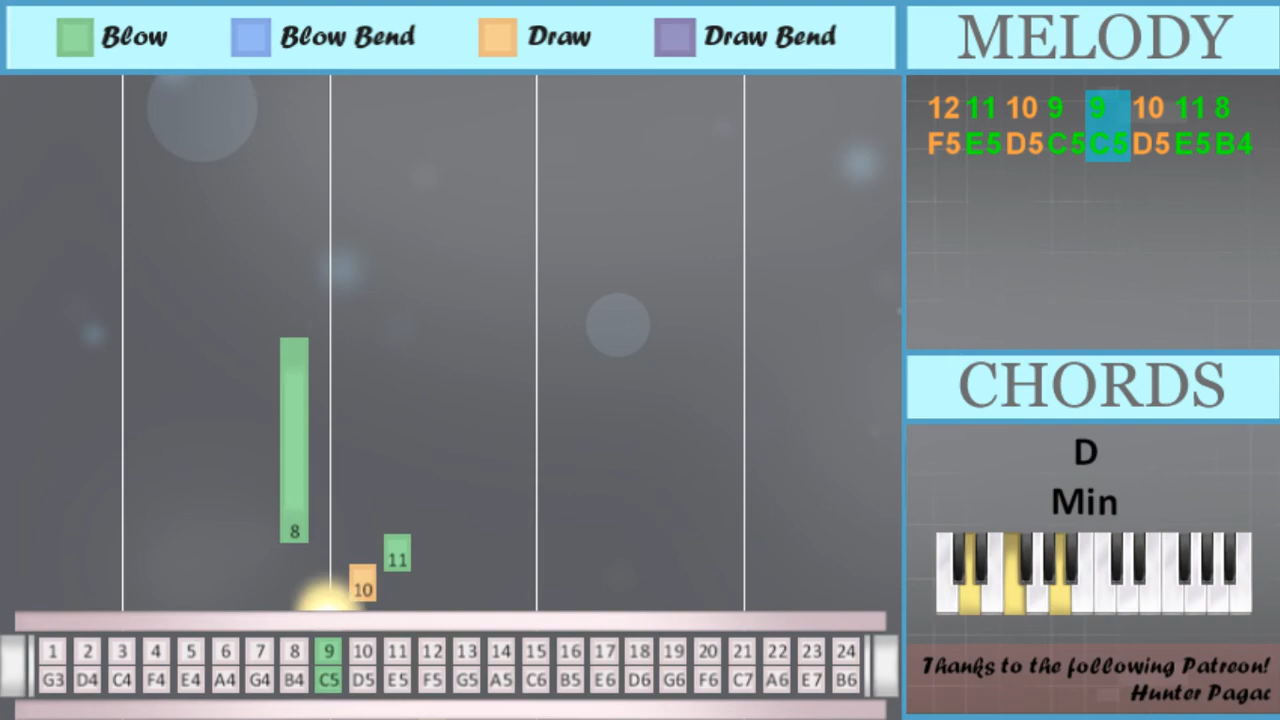 Blow Blow Bend Draw Draw Bend
MELODY
12 11 10 9 9 10 11 8
F5 E5 D5 C5 C5 D5 E5 B4
CHORDS
D
Min
8
11
10
1 2 3 4 5 6 7 8 9 10 11 12 13 14 15 16 17 18 19 20 21 22 23 24
G3 D4 C4 F4 E4 A4 G4 B4 C5 D5 E5 F5 G5 A5 C6 B5 E6 D6 G6 F6 C7 A6 E7 B6
Thanks to the following Patreon!
Hunter Pagac